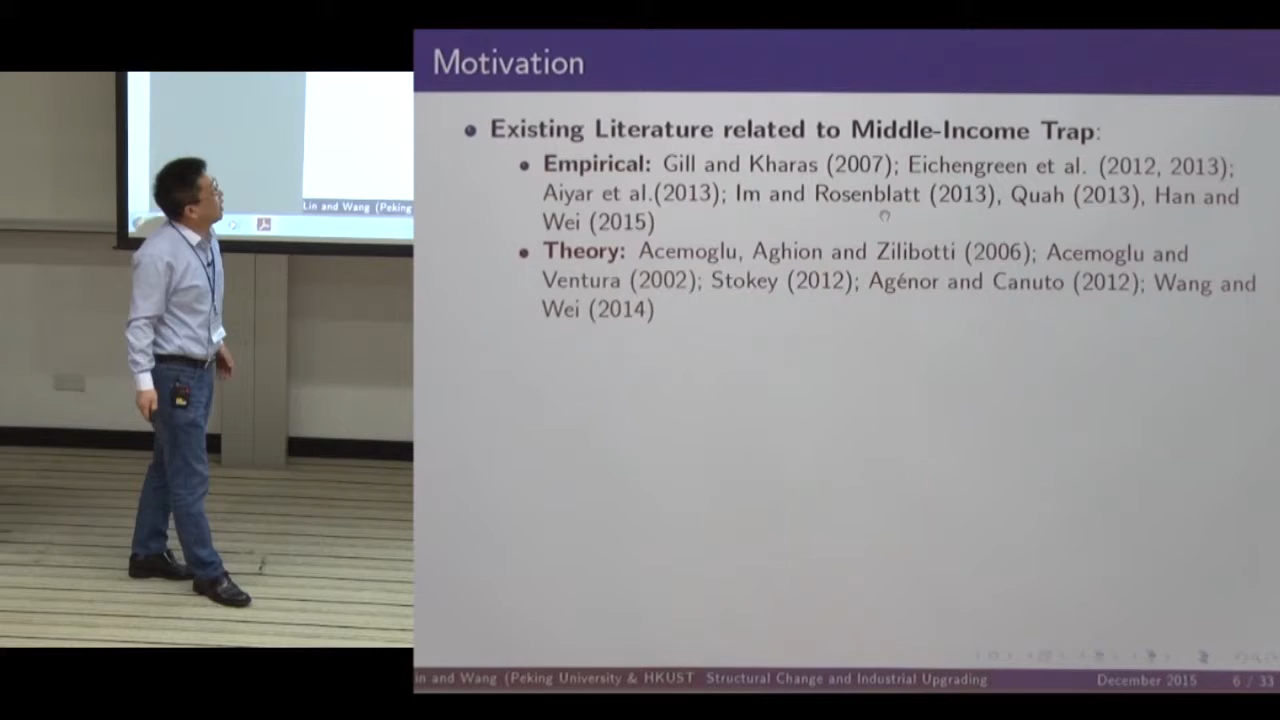 Motivation
Existing Literature related to Middle-Income Trap:
Empirical: Gill and Kharas (2007); Eichengreen et al. (2012, 2013);
Aiyar et al.(2013); Im and Rosenblatt (2013), Quah (2013), Han and
Wei (2015)
Theory: Acemoglu, Aghion and Zilibotti (2006); Acemoglu and
Ventura (2002); Stokey (2012); Agénor and Canuto (2012); Wang and
Wei (2014)
in and Wang (Peking University & HKUST Structural Change and Industrial Upgrading December 2015 6 / 33
Lin and Wang (Peking